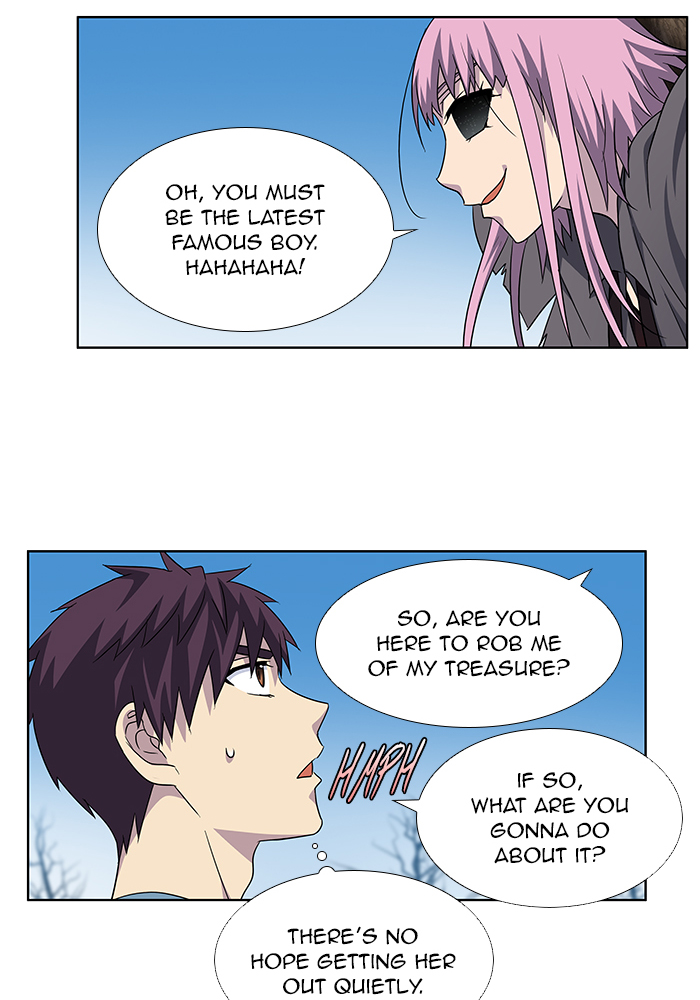 OH, YOU MUST
BE THE LATEST
FAMOUS BOY.
HAHAHAHA!
SO, ARE YOU
HERE TO ROB ME
OF MY TREASURE?
HMPH
IF SO,
WHAT ARE YOU
GONNA DO
ABOUT IT?
THERE'S NO
HOPE GETTING HER
OUT QUIETLY.